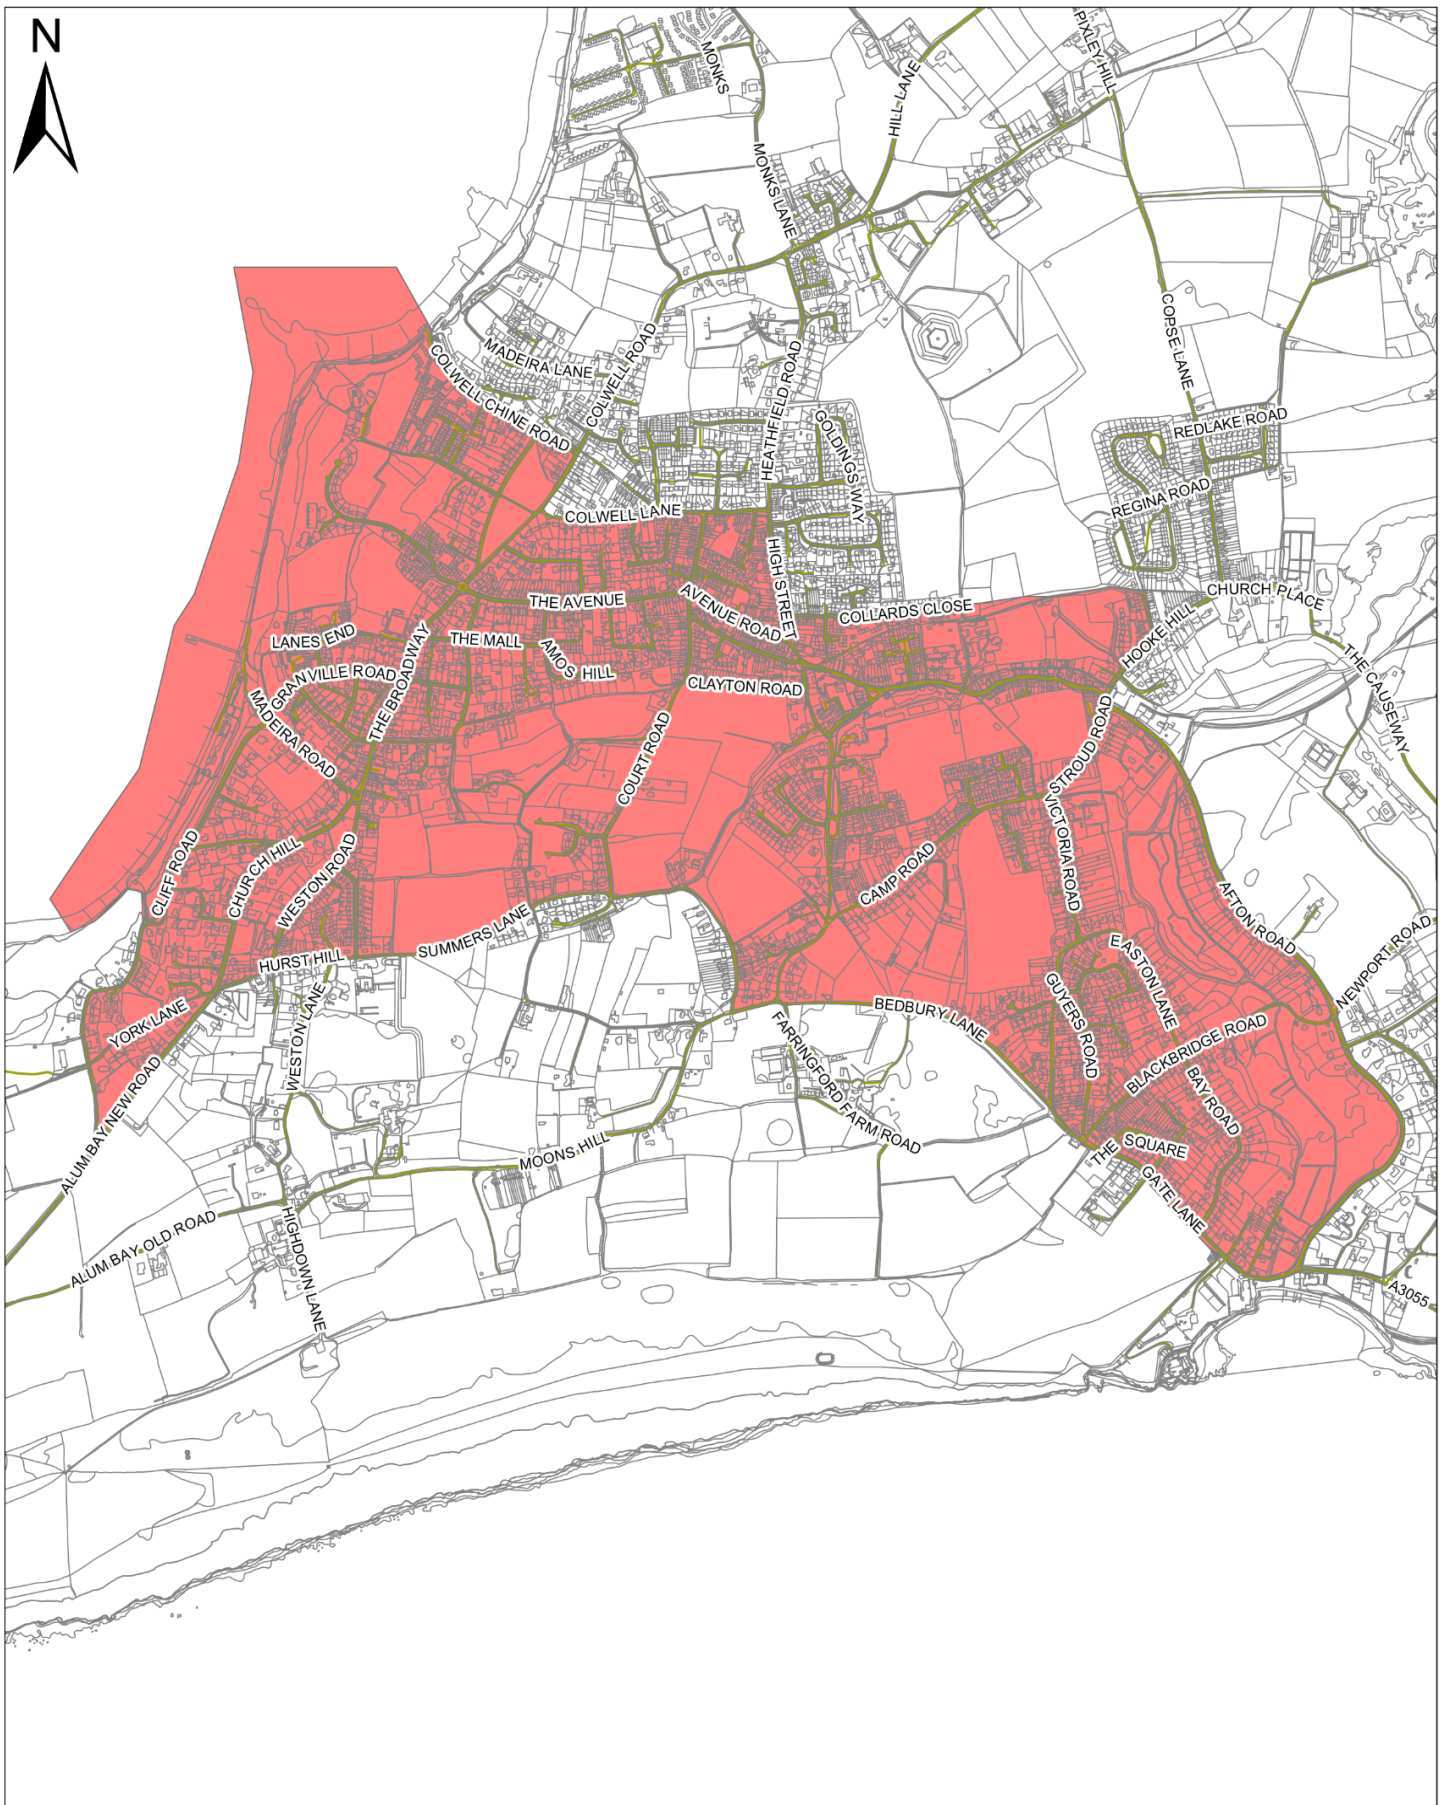 N
MONKS
PIXLEY HILL
HILL LANE
MONKS LANE
COPSE LANE
MADEIRA LANE
COLWELL ROAD
COLWELL CHINE ROAD
HEATHFIELD ROAD
GOLDINGS WAY
REDLAKE ROAD
REGINA ROAD
COLWELL LANE
HIGH STREET
CHURCH PLACE
THE AVENUE
AVENUE ROAD
COLLARDS CLOSE
HOOKE HILL
LANES END
THE MALL
AMOS HILL
THE CAUSEWAY
GRANVILLE ROAD
THE BROADWAY
CLAYTON ROAD
MADEIRA ROAD
COURT ROAD
STROUD ROAD
VICTORIA ROAD
CLIFF ROAD
CHURCH HILL
WESTON ROAD
CAMP ROAD
AFTON ROAD
SUMMERS LANE
HURST HILL
EASTON LANE
NEWPORT ROAD
YORK LANE
WESTON LANE
BEDBURY LANE
GUYERS ROAD
BLACKBRIDGE ROAD
FARRINGFORD FARM ROAD
BAY ROAD
ALUM BAY NEW ROAD
MOONS HILL
THE SQUARE
GATE LANE
ALUM BAY OLD ROAD
HIGHDOWN LANE
A3055